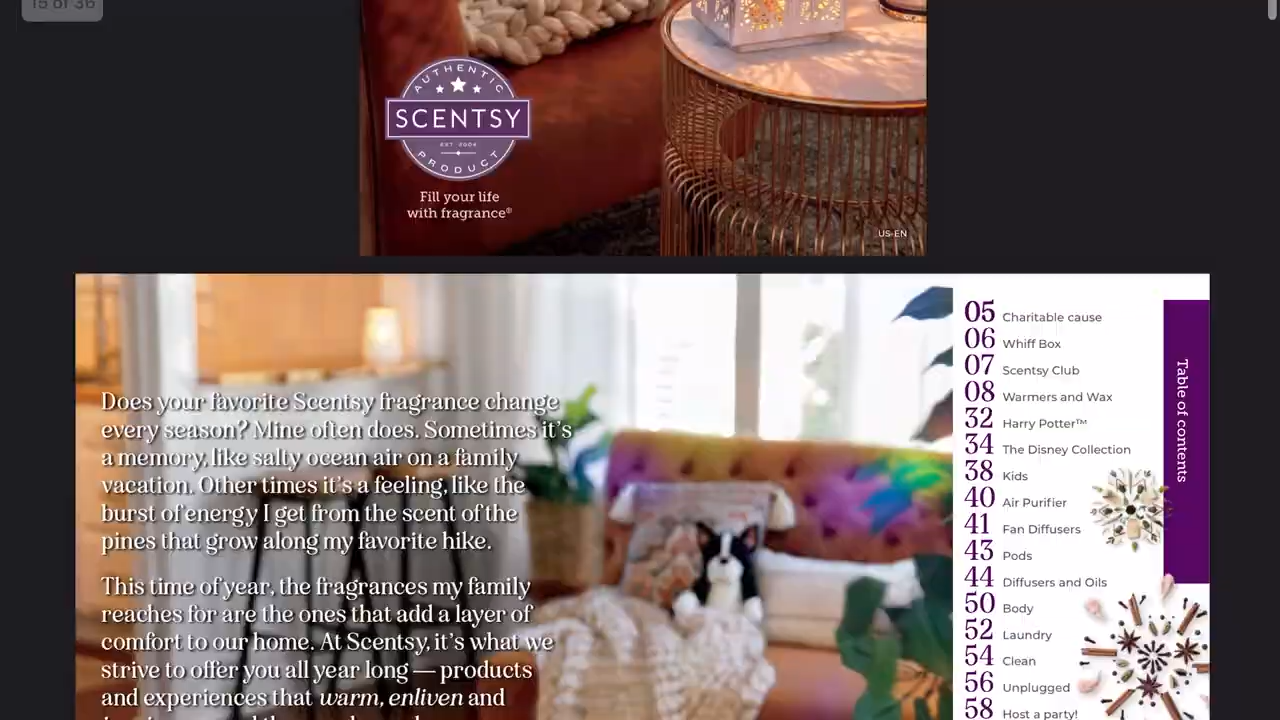 15 of 36
AUTHENTIC
SCENTSY
EST 2004
PRODUCT
Fill your life
with fragrance®
US-EN
Does your favorite Scentsy fragrance change
every season? Mine often does. Sometimes it's
a memory, like salty ocean air on a family
vacation. Other times it's a feeling, like the
burst of energy I get from the scent of the
pines that grow along my favorite hike.
This time of year, the fragrances my family
reaches for are the ones that add a layer of
comfort to our home. At Scentsy, it's what we
strive to offer you all year long — products
and experiences that warm, enliven and
05 Charitable cause
06 Whiff Box
07 Scentsy Club
08 Warmers and Wax
32 Harry Potter™
34 The Disney Collection
38 Kids
40 Air Purifier
41 Fan Diffusers
43 Pods
44 Diffusers and Oils
50 Body
52 Laundry
54 Clean
56 Unplugged
58 Host a party!
Table of contents